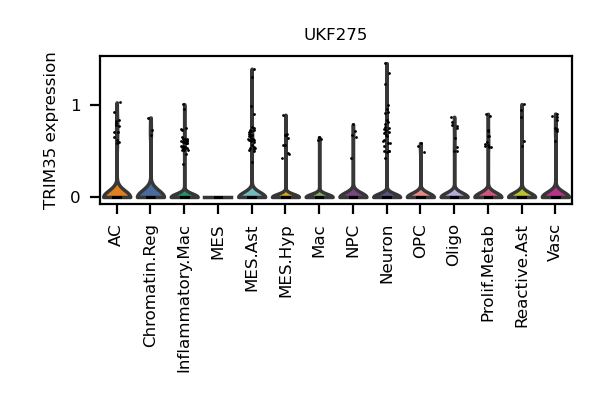 UKF275
TRIM35 expression
1
0
AC
Chromatin.Reg
Inflammatory.Mac
MES
MES.Ast
MES.Hyp
Mac
NPC
Neuron
OPC
Oligo
Prolif.Metab
Reactive.Ast
Vasc